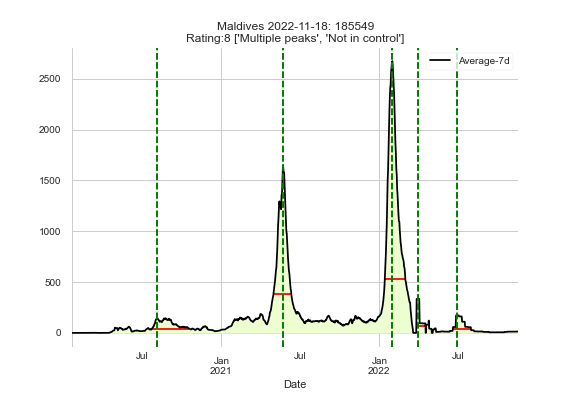 Maldives 2022-11-18: 185549
Rating:8 ['Multiple peaks', 'Not in control']
Average-7d
2500
2000
1500
1000
500
0
Jul
Jan
2021
Jul
Jan
2022
Jul
Date